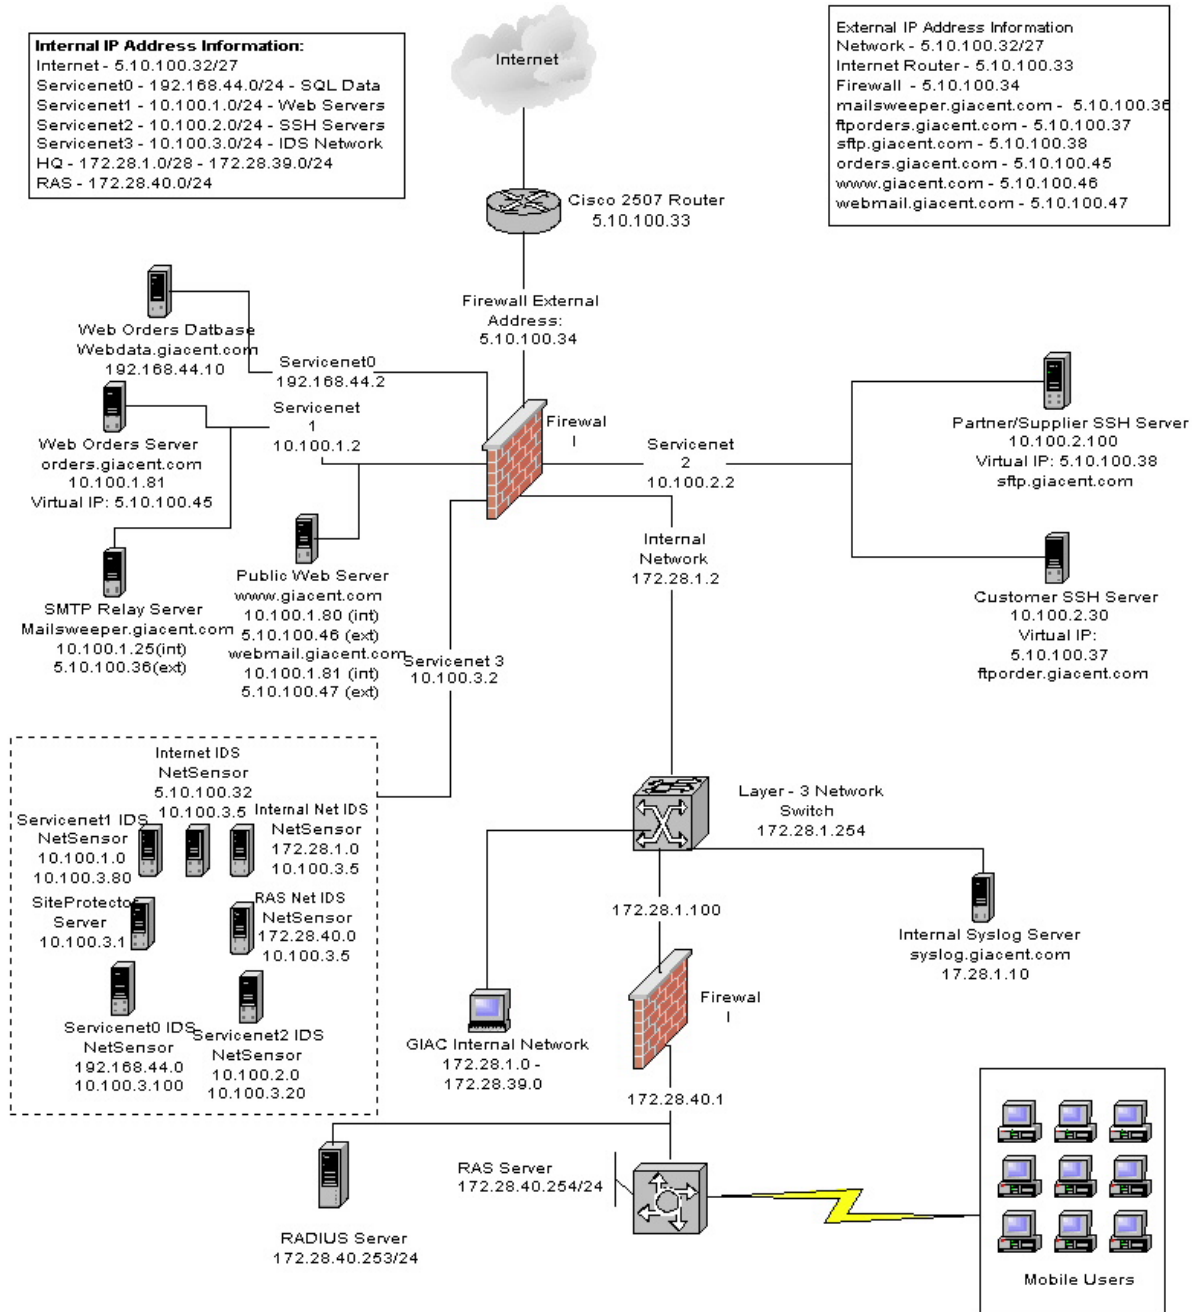 Internal IP Address Information:
Internet - 5.10.100.32/27
Servicenet0 - 192.168.44.0/24 - SQL Data
Servicenet1 - 10.100.1.0/24 - Web Servers
Servicenet2 - 10.100.2.0/24 - SSH Servers
Servicenet3 - 10.100.3.0/24 - IDS Network
HQ - 172.28.1.0/28 - 172.28.39.0/24
RAS - 172.28.40.0/24
Internet
External IP Address Information
Network - 5.10.100.32/27
Internet Router - 5.10.100.33
Firewall - 5.10.100.34
mailsweeper.giacent.com - 5.10.100.36
ftporders.giacent.com - 5.10.100.37
sftp.giacent.com - 5.10.100.38
orders.giacent.com - 5.10.100.45
www.giacent.com - 5.10.100.46
webmail.giacent.com - 5.10.100.47
Cisco 2507 Router
5.10.100.33
Firewall External
Address:
5.10.100.34
Web Orders Datbase
Webdata.giacent.com
192.168.44.10
Servicenet0
192.168.44.2
Servicenet
1
10.100.1.2
Web Orders Server
orders.giacent.com
10.100.1.81
Virtual IP: 5.10.100.45
Firewal
l
Servicenet
2
10.100.2.2
Partner/Supplier SSH Server
10.100.2.100
Virtual IP: 5.10.100.38
sftp.giacent.com
Internal
Network
172.28.1.2
Public Web Server
www.giacent.com
10.100.1.80 (int)
5.10.100.46 (ext)
webmail.giacent.com
10.100.1.81 (int)
5.10.100.47 (ext)
SMTP Relay Server
Mailsweeper.giacent.com
10.100.1.25(int)
5.10.100.36(ext)
Customer SSH Server
10.100.2.30
Virtual IP:
5.10.100.37
ftporder.giacent.com
Servicenet 3
10.100.3.2
Internet IDS
NetSensor
5.10.100.32
10.100.3.5
Servicenet1 IDS
NetSensor
10.100.1.0
10.100.3.80
Internal Net IDS
NetSensor
172.28.1.0
10.100.3.5
SiteProtector
Server
10.100.3.1
RAS Net IDS
NetSensor
172.28.40.0
10.100.3.5
Servicenet0 IDS
NetSensor
192.168.44.0
10.100.3.100
Servicenet2 IDS
NetSensor
10.100.2.0
10.100.3.20
Layer - 3 Network
Switch
172.28.1.254
172.28.1.100
Internal Syslog Server
syslog.giacent.com
17.28.1.10
Firewal
l
GIAC Internal Network
172.28.1.0 -
172.28.39.0
172.28.40.1
RAS Server
172.28.40.254/24
RADIUS Server
172.28.40.253/24
Mobile Users